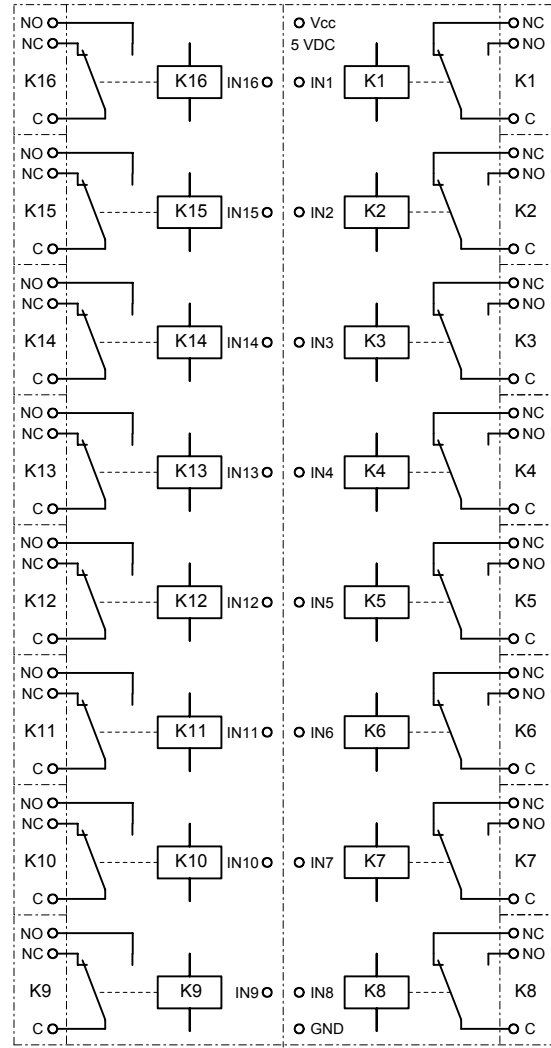 NO Vcc NC
NC 5 VDC NO
K16 K16 IN16 IN1 K1 K1
C C
NO NC
NC NO
K15 K15 IN15 IN2 K2 K2
C C
NO NC
NC NO
K14 K14 IN14 IN3 K3 K3
C C
NO NC
NC NO
K13 K13 IN13 IN4 K4 K4
C C
NO NC
NC NO
K12 K12 IN12 IN5 K5 K5
C C
NO NC
NC NO
K11 K11 IN11 IN6 K6 K6
C C
NO NC
NC NO
K10 K10 IN10 IN7 K7 K7
C C
NO NC
NC NO
K9 K9 IN9 IN8 K8 K8
C GND C